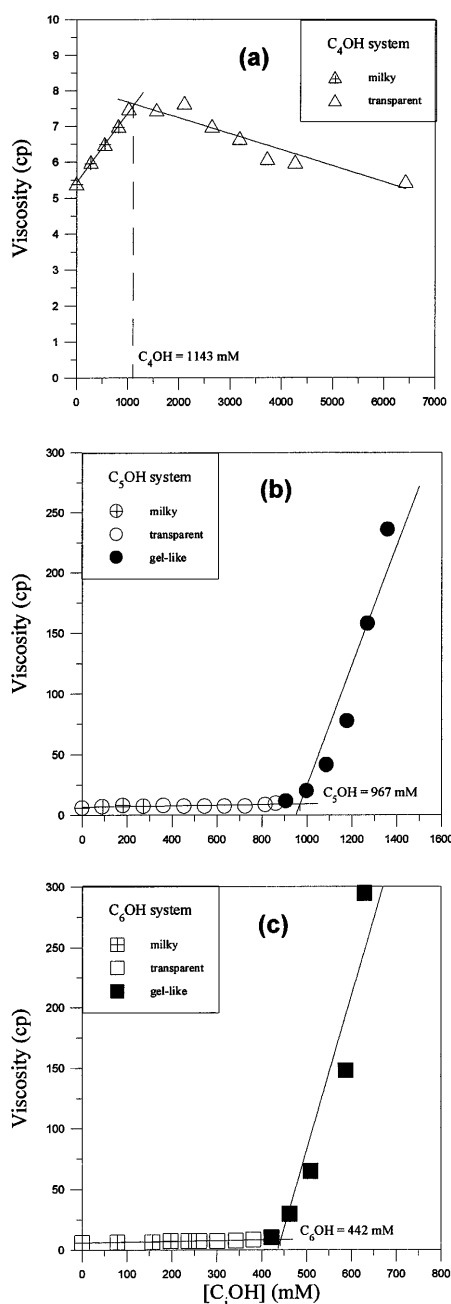 (a)
C4OH system
milky
transparent
Viscosity (cp)
10
9
8
7
6
5
4
3
2
1
0
C4OH = 1143 mM
0 1000 2000 3000 4000 5000 6000 7000
(b)
C5OH system
milky
transparent
gel-like
Viscosity (cp)
300
250
200
150
100
50
0
C5OH = 967 mM
0 200 400 600 800 1000 1200 1400 1600
(c)
C6OH system
milky
transparent
gel-like
Viscosity (cp)
300
250
200
150
100
50
0
C6OH = 442 mM
0 100 200 300 400 500 600 700 800
[CiOH] (mM)